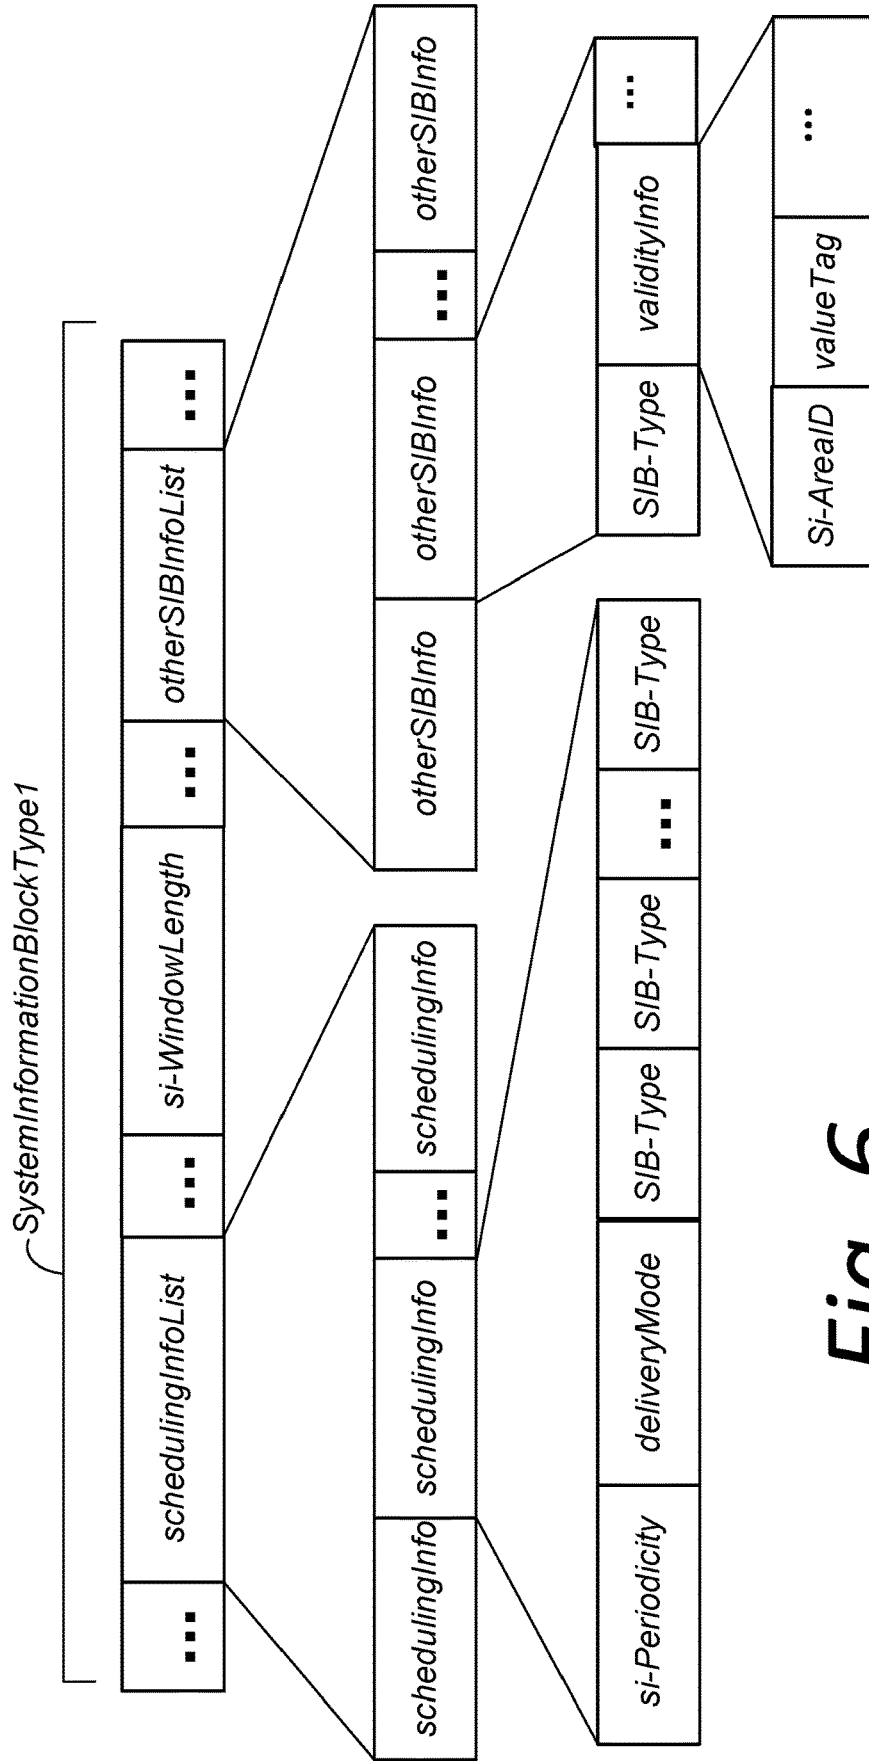 SystemInformationBlockType1
... schedulingInfoList ... si-WindowLength ... otherSIBInfoList ...
schedulingInfo schedulingInfo ... schedulingInfo
otherSIBInfo otherSIBInfo ... otherSIBInfo
si-Periodicity deliveryMode SIB-Type SIB-Type ... SIB-Type
SIB-Type validityInfo ...
Si-AreaID valueTag ...
Fig. 6